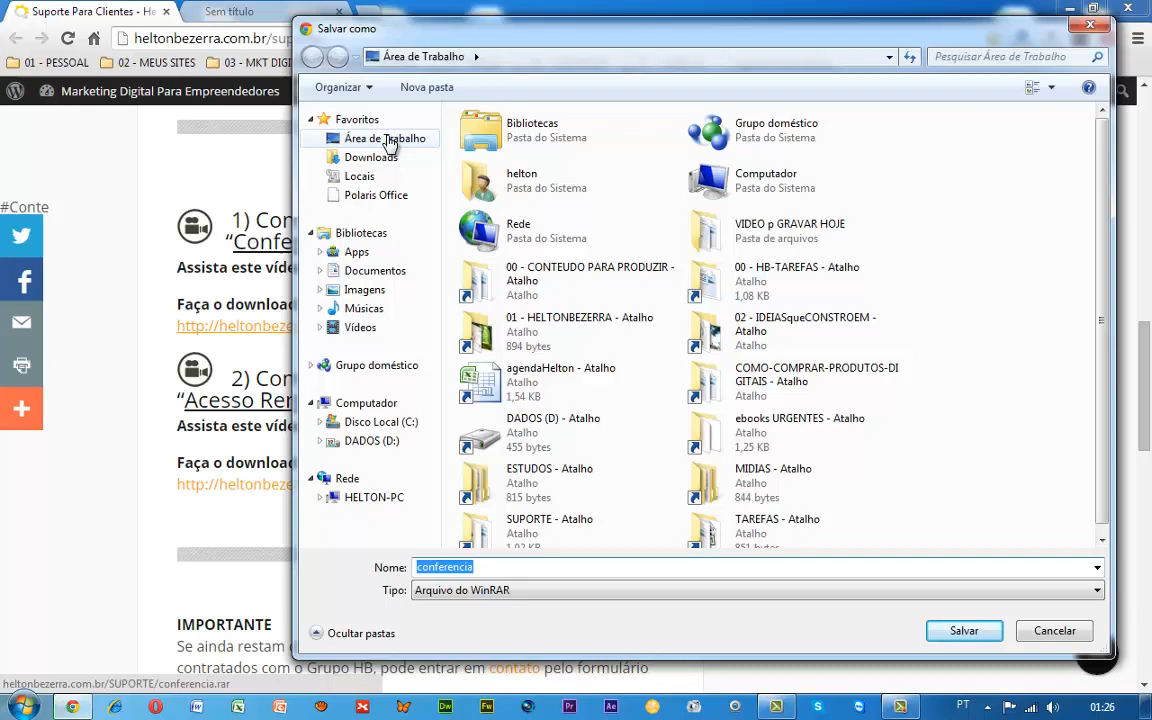 Suporte Para Clientes - He
Sem título
heltonbezerra.com.br/sup
01 - PESSOAL
02 - MEUS SITES
03 - MKT DIGI
Marketing Digital Para Empreendedores
#Conte
1) Con
“Confe
Assista este víde
Faça o download
http://heltonbeze
2) Con
“Acesso Rem
Assista este víde
Faça o download
http://heltonbeze
IMPORTANTE
Se ainda restam d
contratados com o Grupo HB, pode entrar em contato pelo formulário
heltonbezerra.com.br/SUPORTE/conferencia.rar
Salvar como
Área de Trabalho
Pesquisar Área de Trabalho
Organizar
Nova pasta
Favoritos
Área de Trabalho
Downloads
Locais
Polaris Office
Bibliotecas
Apps
Documentos
Imagens
Músicas
Vídeos
Grupo doméstico
Computador
Disco Local (C:)
DADOS (D:)
Rede
HELTON-PC
Bibliotecas
Pasta do Sistema
Grupo doméstico
Pasta do Sistema
helton
Pasta do Sistema
Computador
Pasta do Sistema
Rede
Pasta do Sistema
VIDEO p GRAVAR HOJE
Pasta de arquivos
00 - CONTEUDO PARA PRODUZIR -
Atalho
Atalho
00 - HB-TAREFAS - Atalho
Atalho
1,08 KB
01 - HELTONBEZERRA - Atalho
Atalho
894 bytes
02 - IDEIASqueCONSTROEM -
Atalho
Atalho
agendaHelton - Atalho
Atalho
1,54 KB
COMO-COMPRAR-PRODUTOS-DI
GITAIS - Atalho
Atalho
DADOS (D) - Atalho
Atalho
455 bytes
ebooks URGENTES - Atalho
Atalho
1,25 KB
ESTUDOS - Atalho
Atalho
815 bytes
MIDIAS - Atalho
Atalho
844 bytes
SUPORTE - Atalho
Atalho
1,02 KB
TAREFAS - Atalho
Atalho
851 bytes
Nome:
conferencia
Tipo:
Arquivo do WinRAR
Ocultar pastas
Salvar
Cancelar
PT
01:26